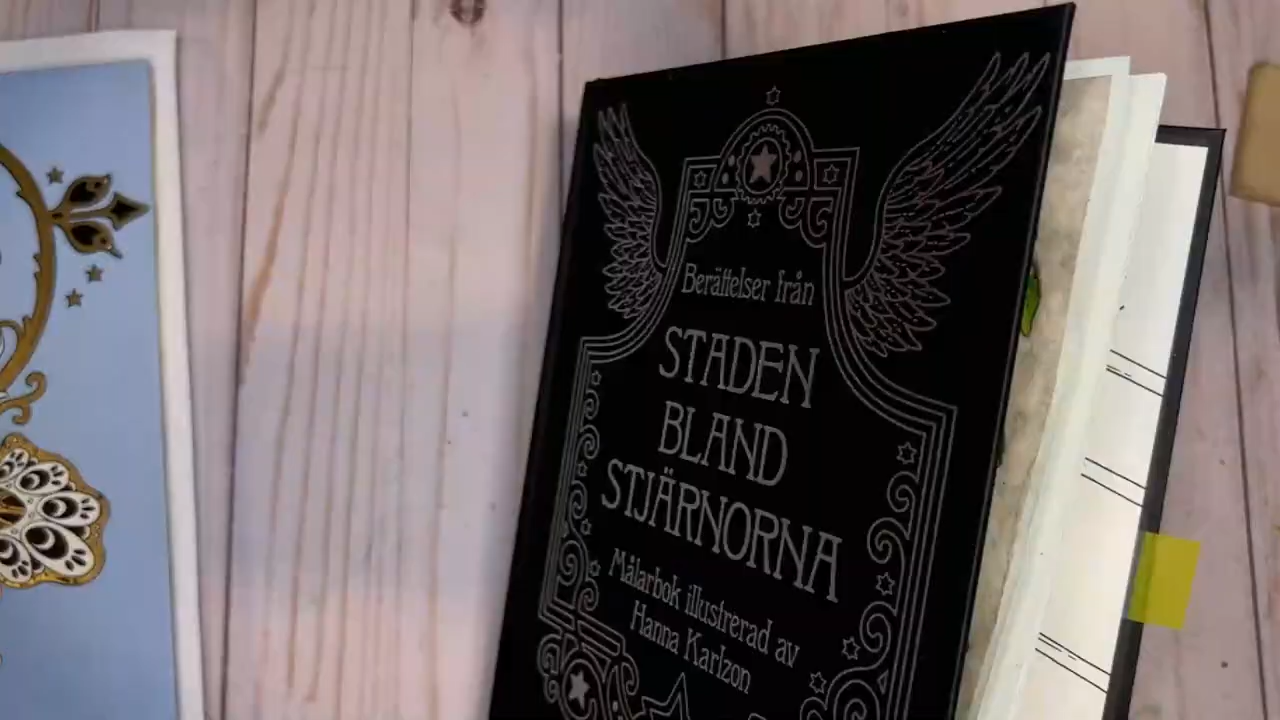 Berättelser från
STADEN
BLAND
STJÄRNORNA
Målarbok illustrerad av
Hanna Karlzon